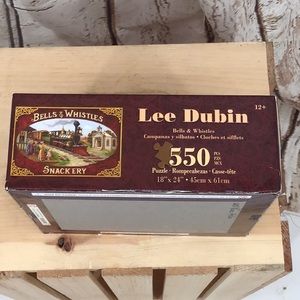 BELLS & WHISTLES
SNACKERY
Lee Dubin
12+
Bells & Whistles
Campanas y silbatos • Cloches et sifflets
550 PCS PZS MCX
Puzzle • Rompecabezas • Casse-tête
18" x 24" • 45cm x 61cm